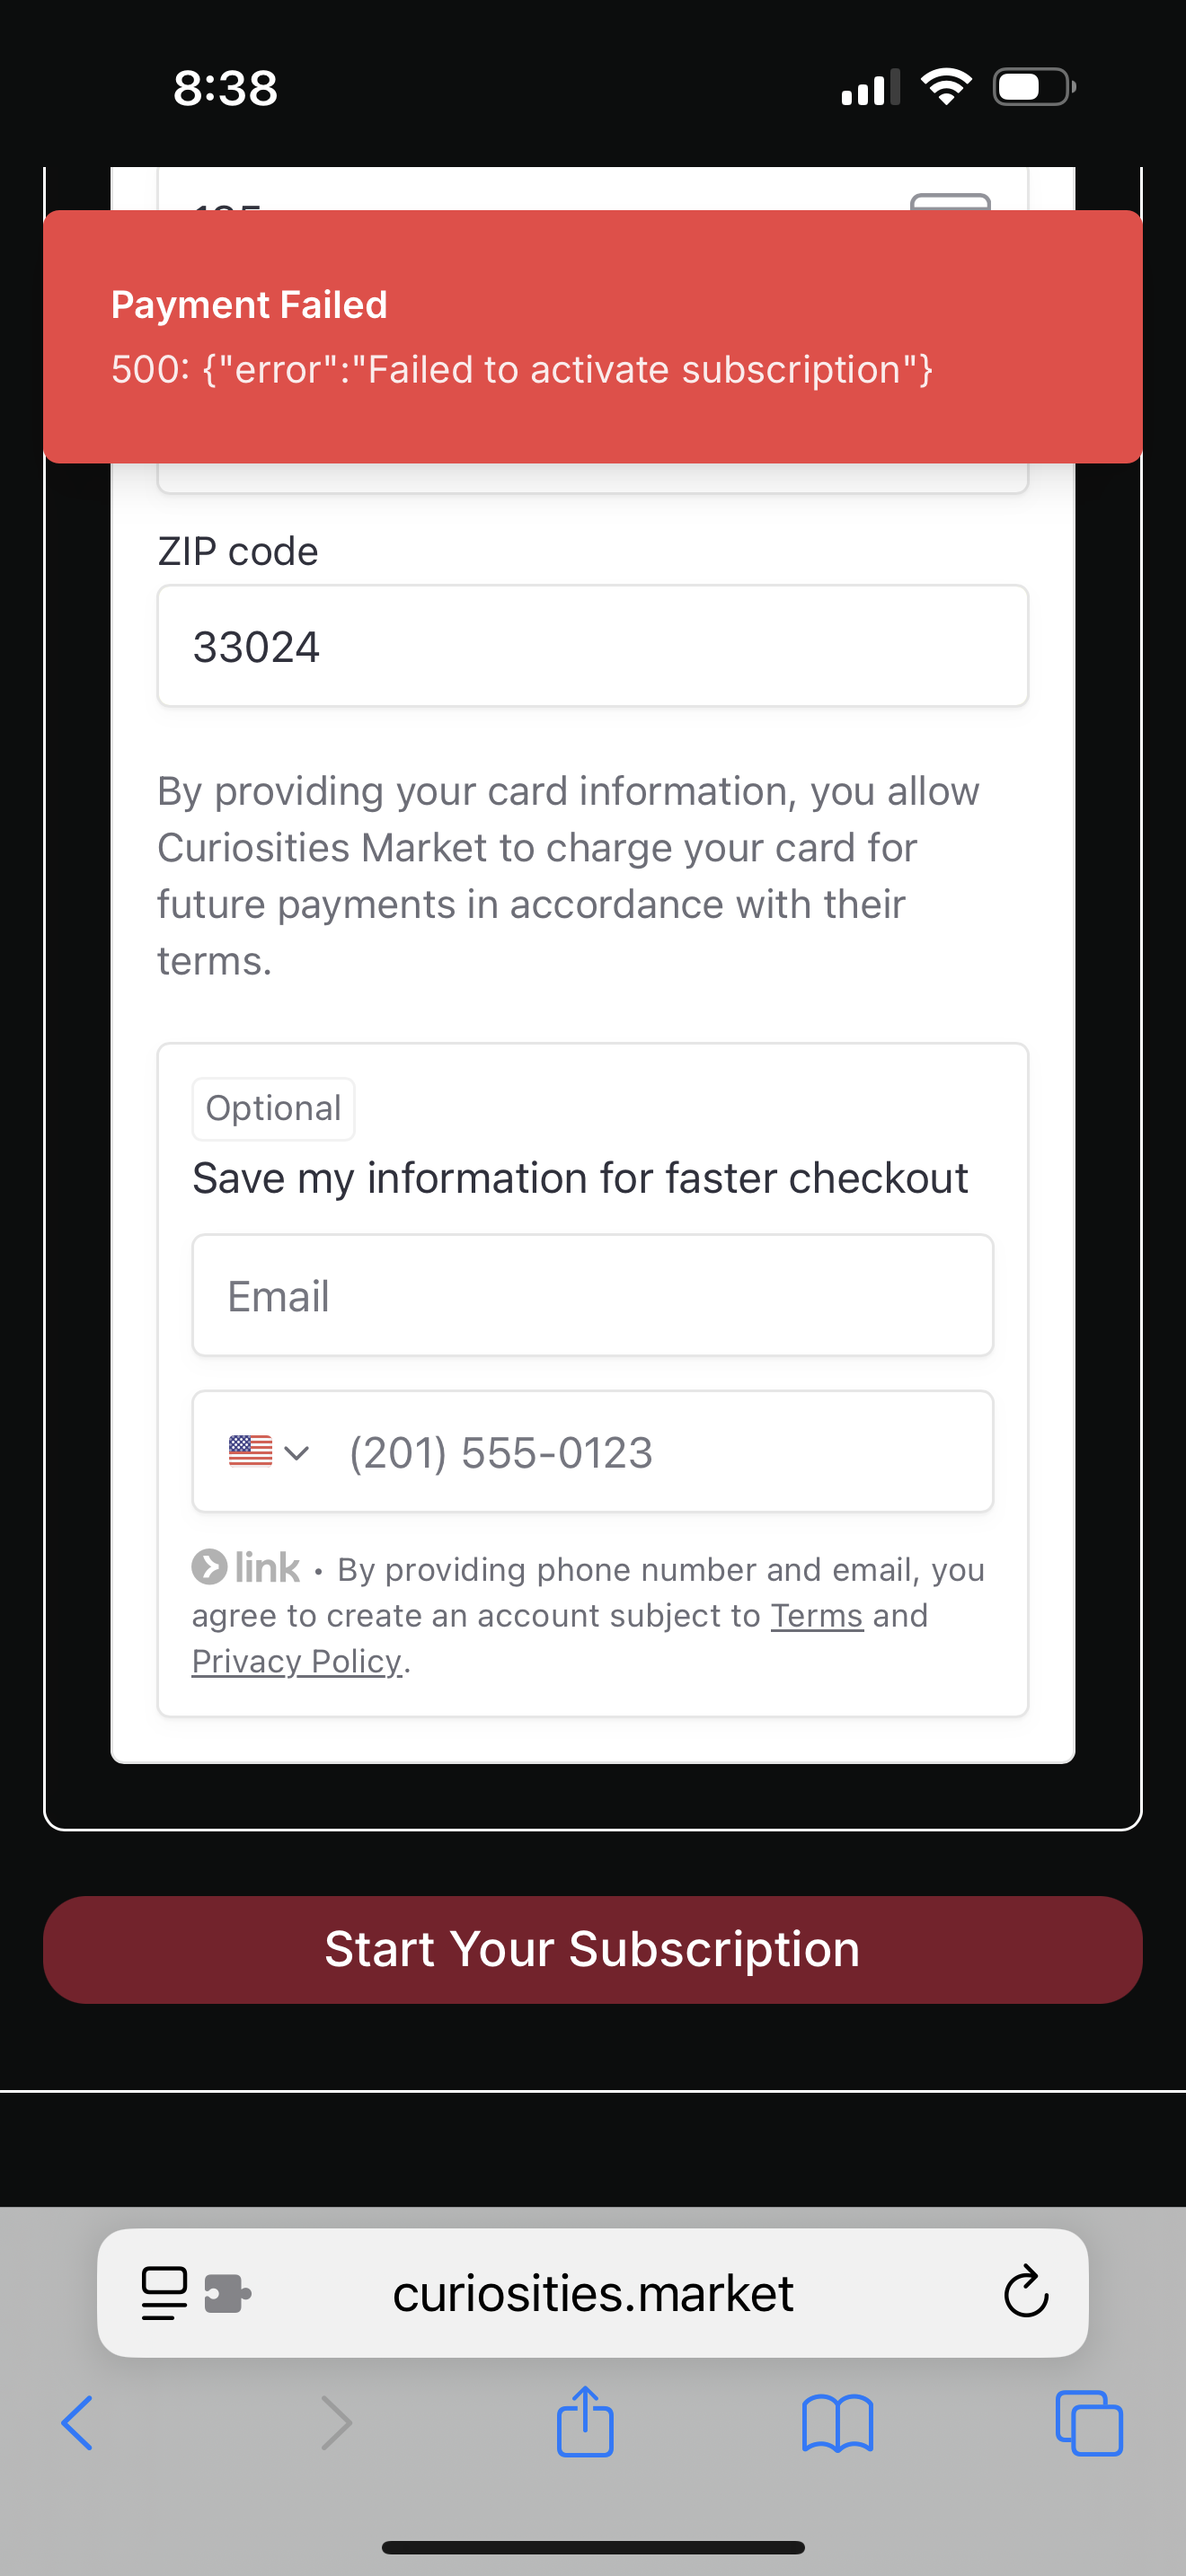 8:38
Payment Failed
500: {"error":"Failed to activate subscription"}
ZIP code
33024
By providing your card information, you allow
Curiosities Market to charge your card for
future payments in accordance with their
terms.
Optional
Save my information for faster checkout
Email
(201) 555-0123
link • By providing phone number and email, you
agree to create an account subject to Terms and
Privacy Policy.
Start Your Subscription
curiosities.market